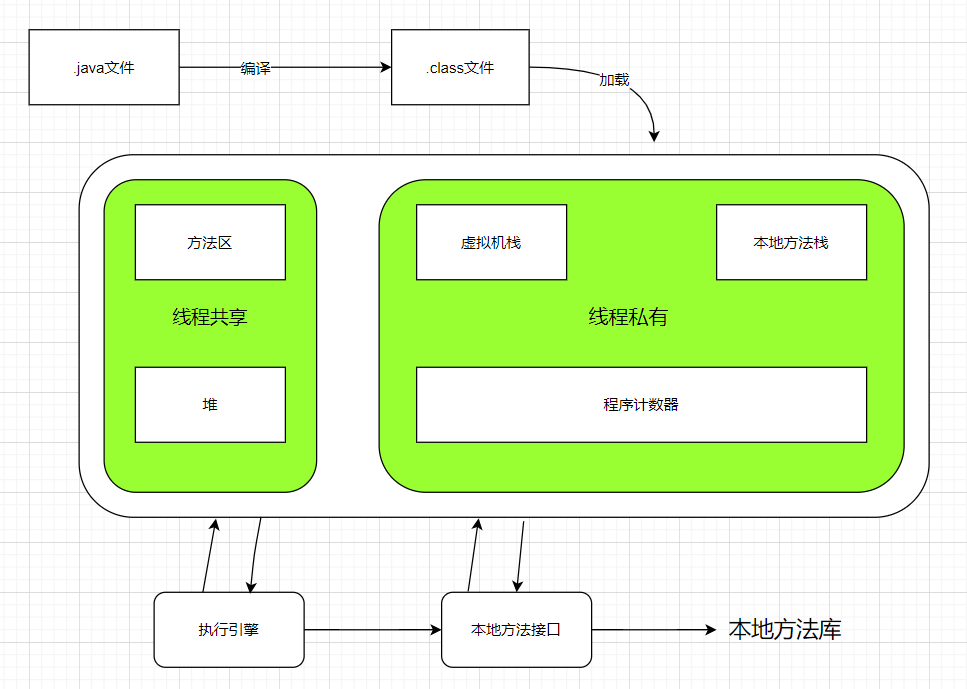 .java文件
编译
.class文件
加载
方法区
虚拟机栈
本地方法栈
线程共享
线程私有
堆
程序计数器
执行引擎
本地方法接口
本地方法库